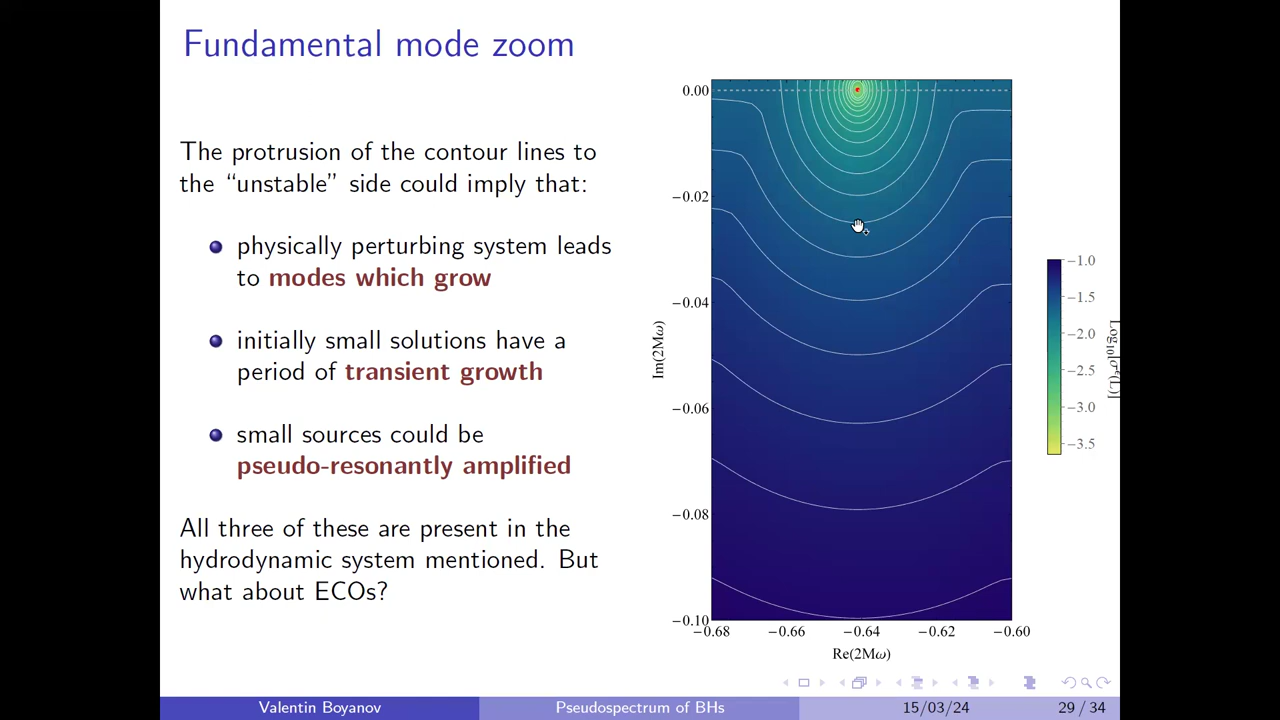 Fundamental mode zoom
The protrusion of the contour lines to
the “unstable” side could imply that:
physically perturbing system leads
to modes which grow
initially small solutions have a
period of transient growth
small sources could be
pseudo-resonantly amplified
All three of these are present in the
hydrodynamic system mentioned. But
what about ECOs?
0.00
−0.02
−0.04
−0.06
−0.08
−0.10
Im(2Mω)
−0.68
−0.66
−0.64
−0.62
−0.60
Re(2Mω)
−1.0
−1.5
−2.0
−2.5
−3.0
−3.5
Valentin Boyanov
Pseudospectrum of BHs
15/03/24
29 / 34